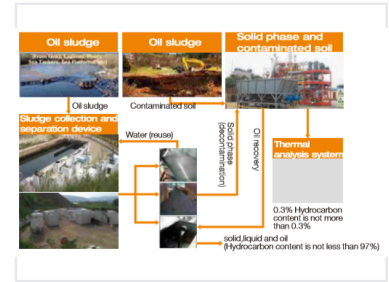 Oil sludge
Oil sludge
Solid phase and
contaminated soil
Oil sludge
Contaminated soil
Sludge collection and
separation device
Water (reuse)
Solid phase
(decontamination)
Oil recovery
Thermal
analysis system
0.3% Hydrocarbon
content is not more
than 0.3%
solid,liquid and oil
(Hydrocarbon content is not less than 97%)